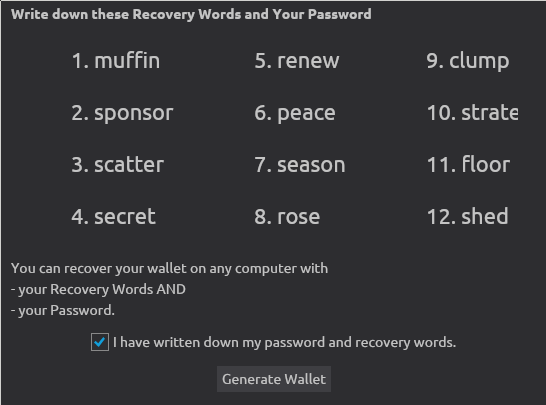 Write down these Recovery Words and Your Password
1. muffin 5. renew 9. clump
2. sponsor 6. peace 10. strate
3. scatter 7. season 11. floor
4. secret 8. rose 12. shed
You can recover your wallet on any computer with
- your Recovery Words AND
- your Password.
I have written down my password and recovery words.
Generate Wallet